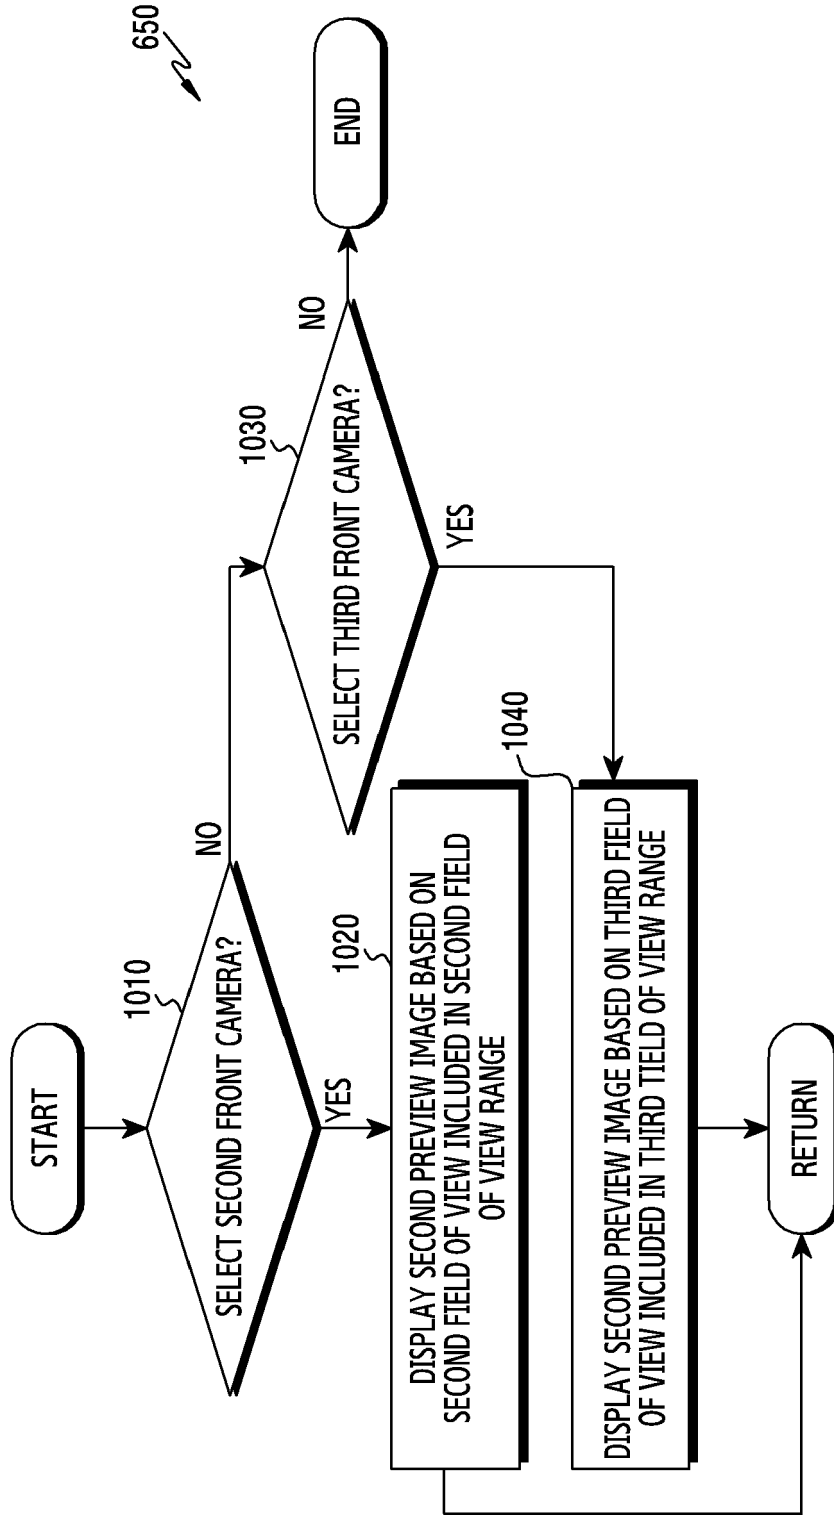 650
START
1010
SELECT SECOND FRONT CAMERA?
NO
YES
1030
SELECT THIRD FRONT CAMERA?
NO
END
YES
1020
DISPLAY SECOND PREVIEW IMAGE BASED ON
SECOND FIELD OF VIEW INCLUDED IN SECOND FIELD
OF VIEW RANGE
1040
DISPLAY SECOND PREVIEW IMAGE BASED ON THIRD FIELD
OF VIEW INCLUDED IN THIRD TIELD OF VIEW RANGE
RETURN